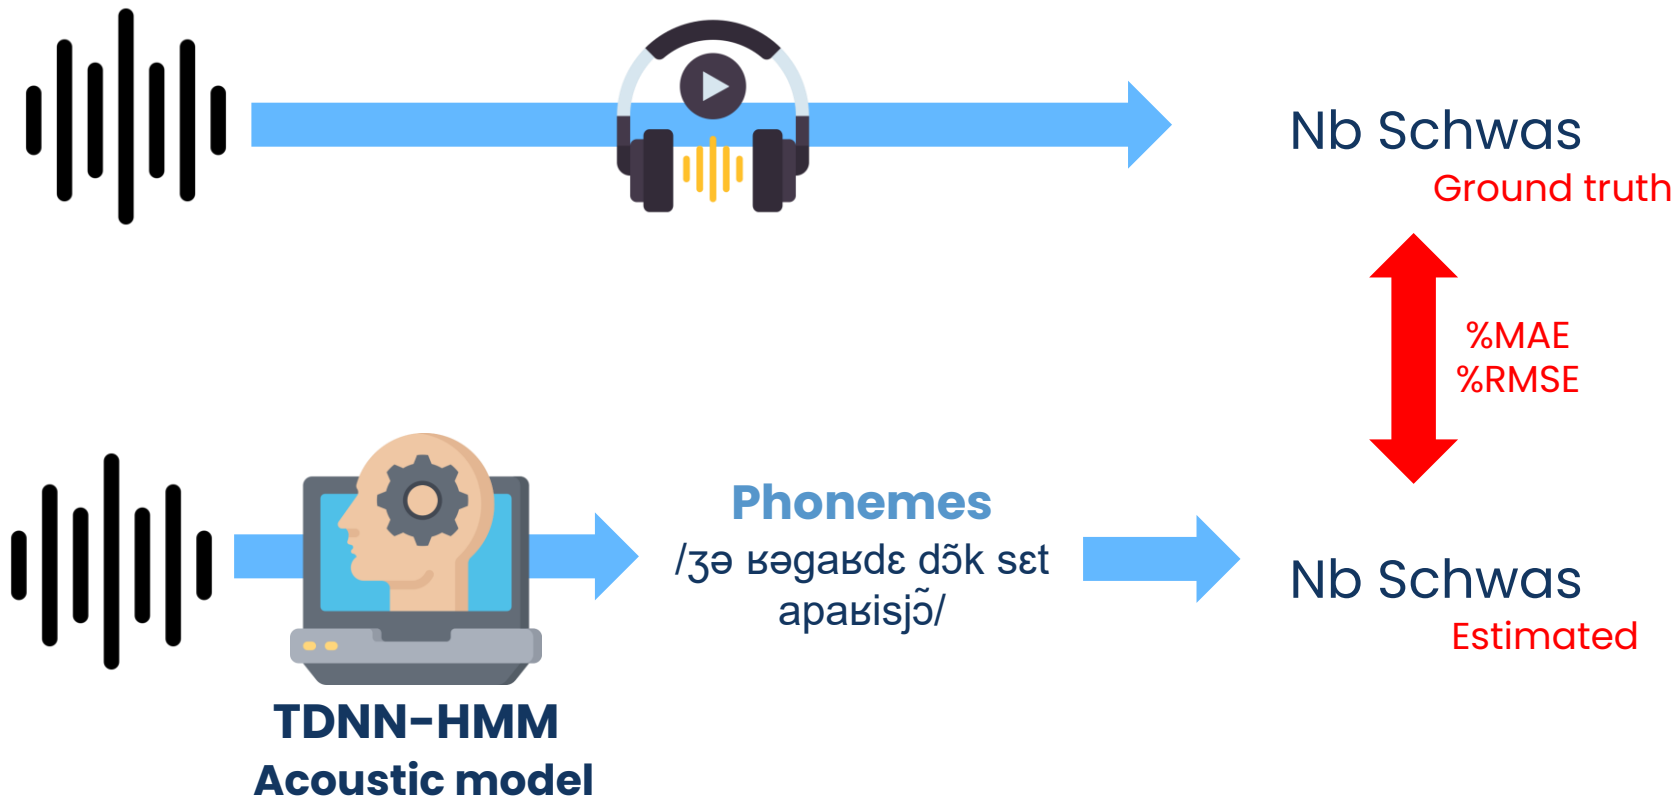 Nb Schwas
Ground truth
%MAE
%RMSE
Phonemes
/ʒə ʁəgaʁdɛ dɔ̃k sɛt
apaʁisjɔ̃/
Nb Schwas
Estimated
TDNN-HMM
Acoustic model